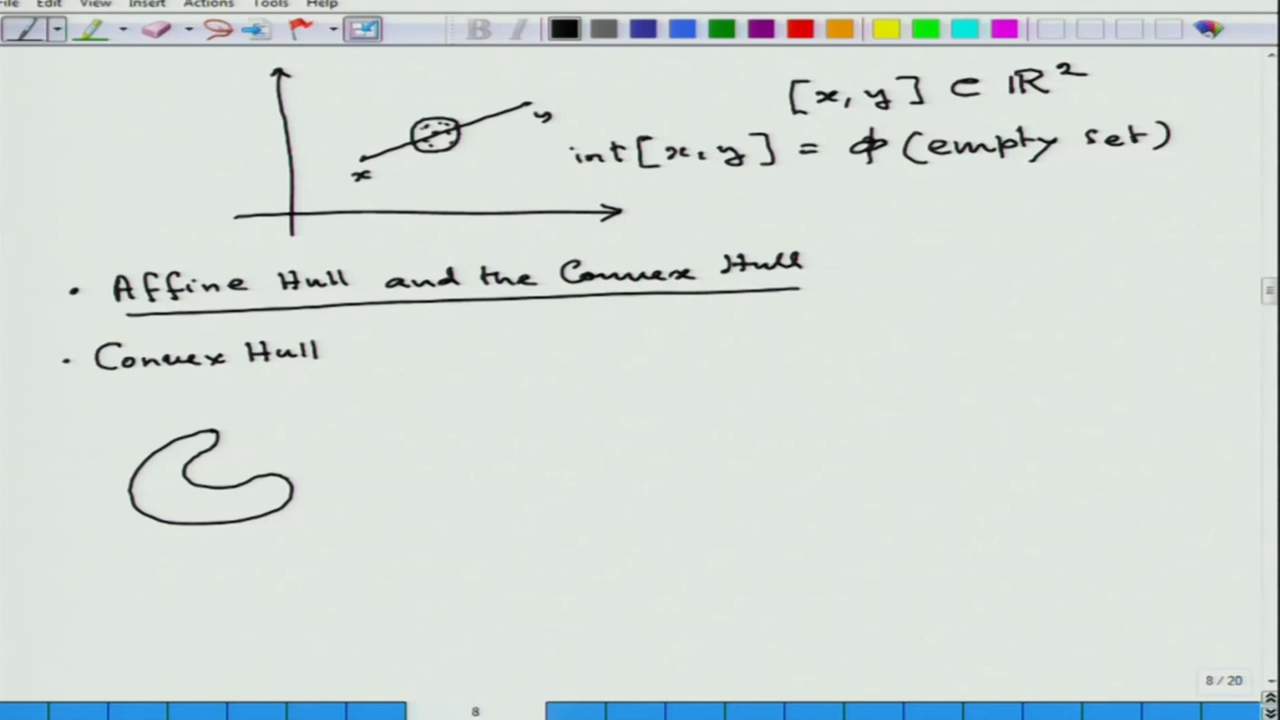 File Edit View Insert Actions Tools Help
B I U
[x, y] ⊂ ℝ²
y
int[x, y] = ϕ (empty set)
x
• Affine Hull and the Convex Hull
• Convex Hull
8 / 20
8